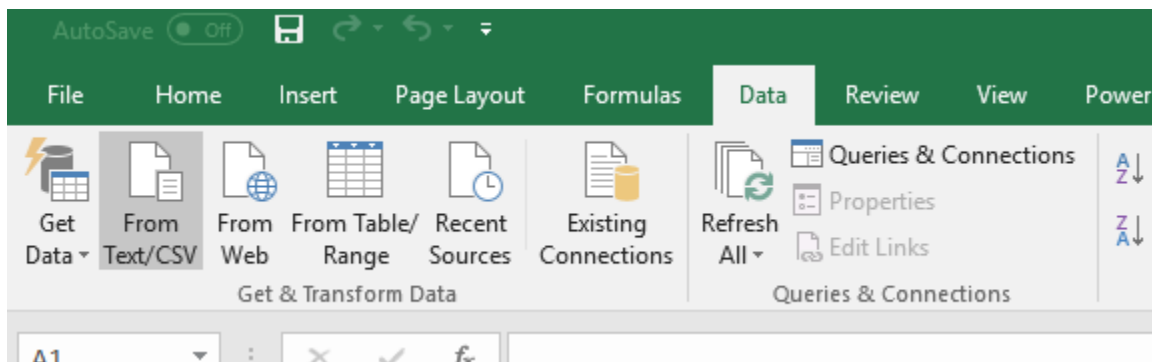 AutoSave Off
File Home Insert Page Layout Formulas Data Review View Power
Get Data From Text/CSV From Web From Table/ Range Recent Sources Existing Connections Refresh All Queries & Connections
Properties
Edit Links
A Z
Z A
Get & Transform Data Queries & Connections
A1 fx